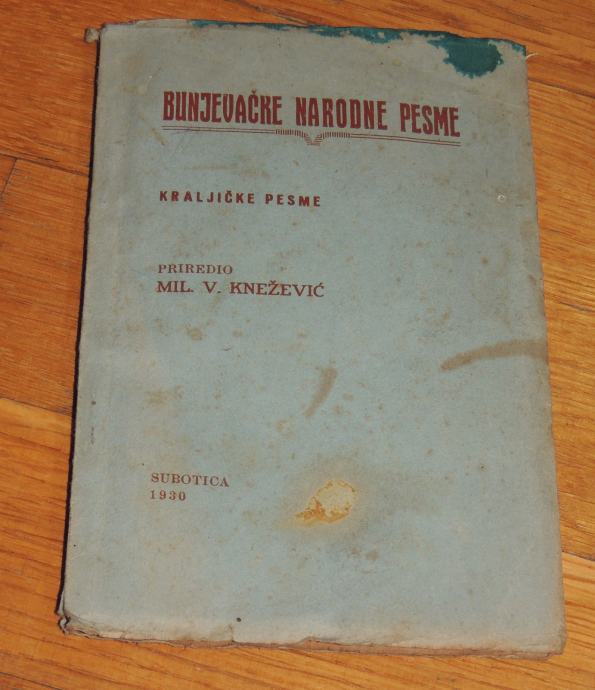 BUNJEVAČKE NARODNE PESME
KRALJIČKE PESME
PRIREDIO
MIL. V. KNEŽEVIĆ
SUBOTICA
1930